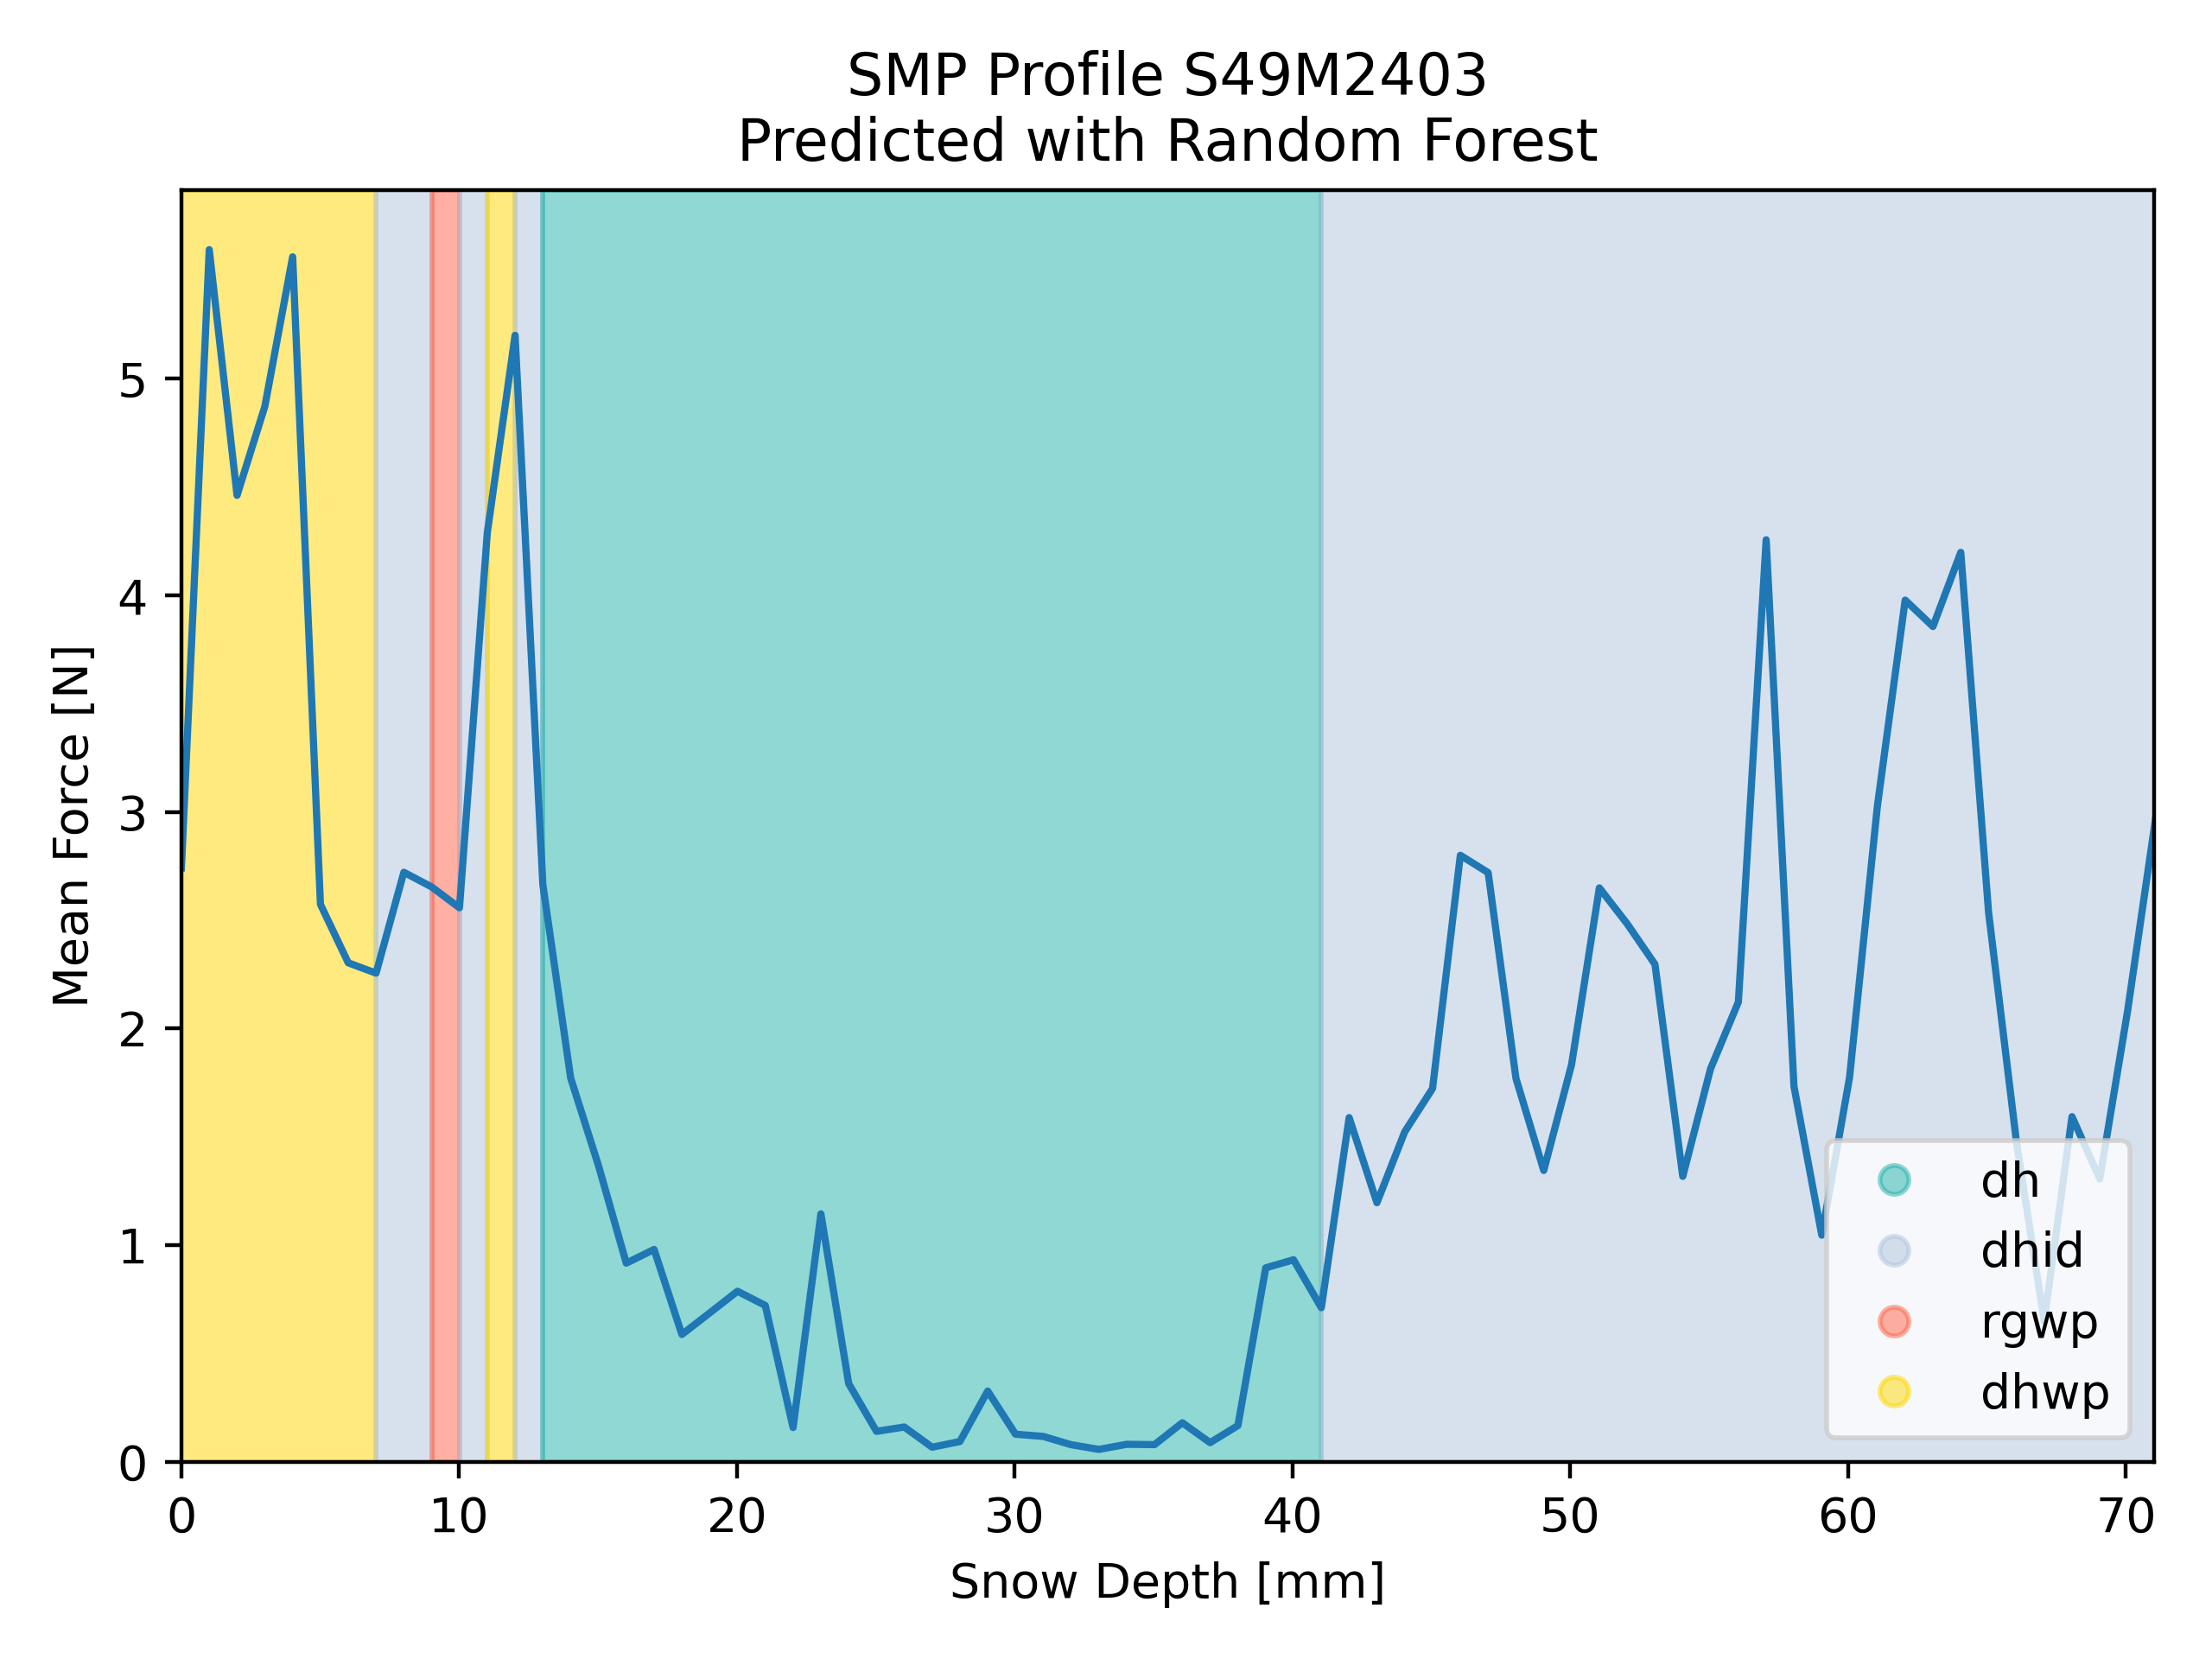 SMP Profile S49M2403
Predicted with Random Forest
Mean Force [N]
5
4
3
2
1
0
0 10 20 30 40 50 60 70
Snow Depth [mm]
dh
dhid
rgwp
dhwp